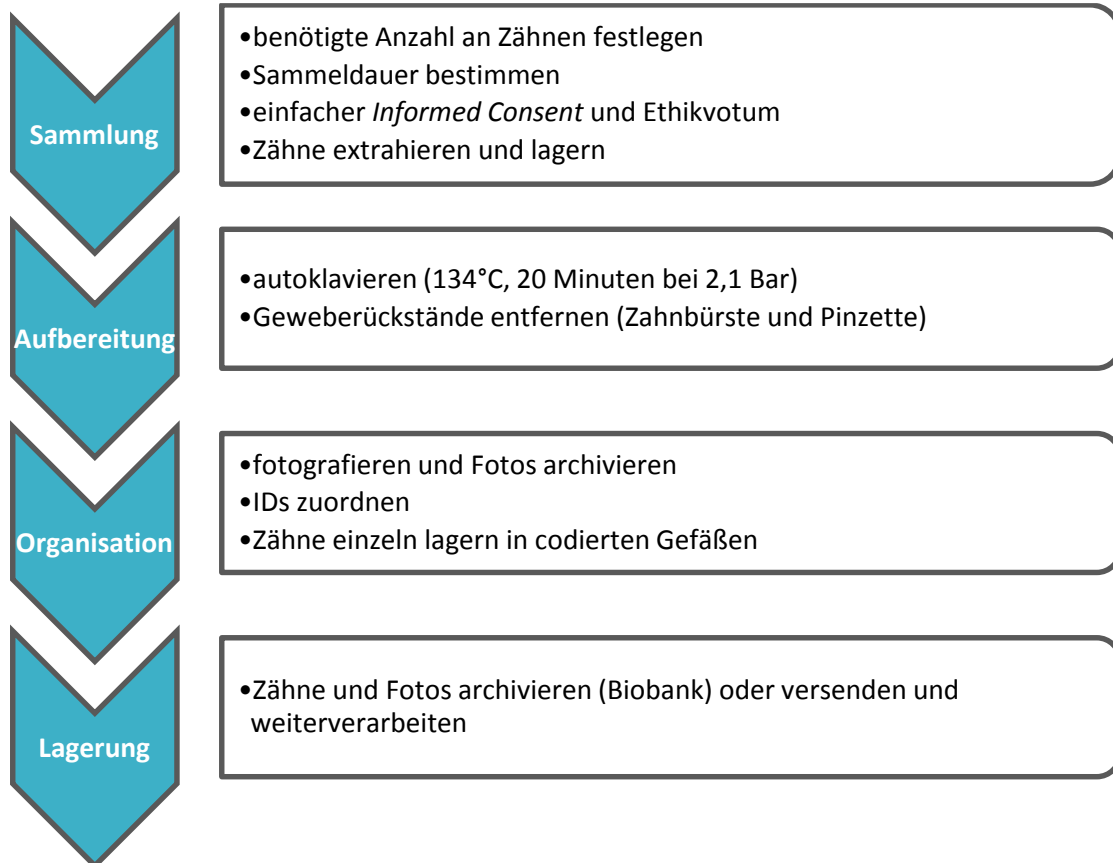 Sammlung
•benötigte Anzahl an Zähnen festlegen
•Sammeldauer bestimmen
•einfacher Informed Consent und Ethikvotum
•Zähne extrahieren und lagern
Aufbereitung
•autoklavieren (134°C, 20 Minuten bei 2,1 Bar)
•Geweberückstände entfernen (Zahnbürste und Pinzette)
Organisation
•fotografieren und Fotos archivieren
•IDs zuordnen
•Zähne einzeln lagern in codierten Gefäßen
Lagerung
•Zähne und Fotos archivieren (Biobank) oder versenden und
weiterverarbeiten